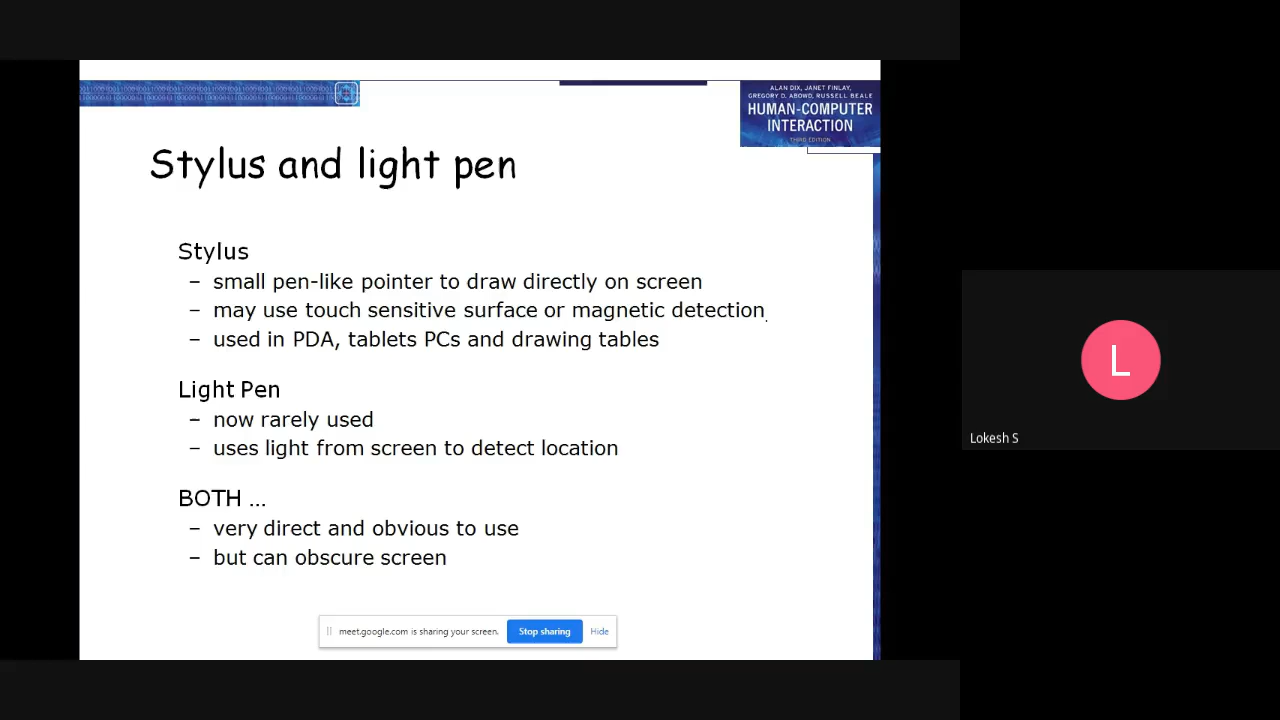 ALAN DIX, JANET FINLAY,
GREGORY D. ABOWD, RUSSELL BEALE
HUMAN-COMPUTER
INTERACTION
THIRD EDITION
Stylus and light pen
Stylus
– small pen-like pointer to draw directly on screen
– may use touch sensitive surface or magnetic detection
– used in PDA, tablets PCs and drawing tables
Light Pen
– now rarely used
– uses light from screen to detect location
BOTH ...
– very direct and obvious to use
– but can obscure screen
meet.google.com is sharing your screen.
Stop sharing
Hide
L
Lokesh S